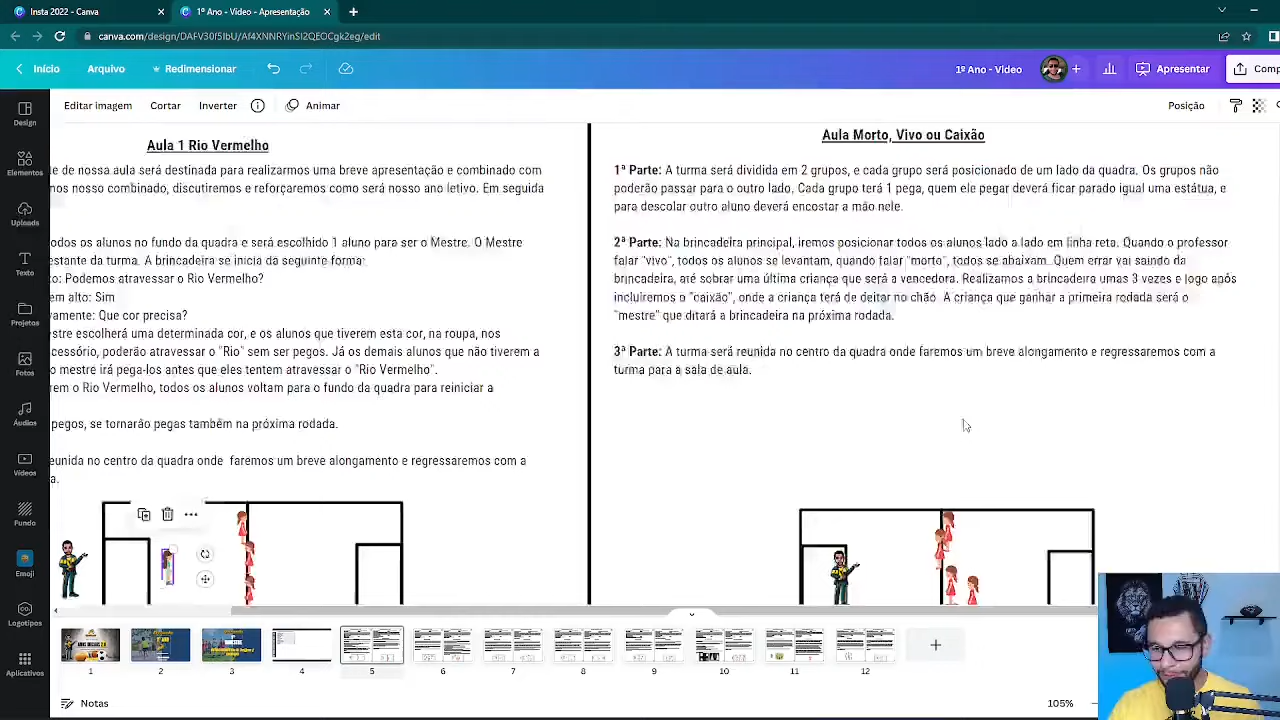 Insta 2022 - Canva
1º Ano - Vídeo - Apresentação
canva.com/design/DAFV30f5IbU/Af4XNNRYinSI2QEOCgk2eg/edit
Início
Arquivo
Redimensionar
1º Ano - Vídeo
Apresentar
Comp
Editar imagem
Cortar
Inverter
Animar
Posição
Design
Elementos
Uploads
Texto
Projetos
Fotos
Áudios
Vídeos
Fundo
Emoji
Logotipos
Aplicativos
Aula 1 Rio Vermelho
e de nossa aula será destinada para realizarmos uma breve apresentação e combinado com
nos nosso combinado, discutiremos e reforçaremos como será nosso ano letivo. Em seguida
odos os alunos no fundo da quadra e será escolhido 1 aluno para ser o Mestre. O Mestre
estante da turma. A brincadeira se inicia da seguinte forma:
o: Podemos atravessar o Rio Vermelho?
em alto: Sim
vamente: Que cor precisa?
stre escolherá uma determinada cor, e os alunos que tiverem esta cor, na roupa, nos
cessório, poderão atravessar o "Rio" sem ser pegos. Já os demais alunos que não tiverem a
o mestre irá pega-los antes que eles tentem atravessar o "Rio Vermelho".
rem o Rio Vermelho, todos os alunos voltam para o fundo da quadra para reiniciar a
pegos, se tornarão pegas também na próxima rodada.
eunida no centro da quadra onde faremos um breve alongamento e regressaremos com a
a.
Aula Morto, Vivo ou Caixão
1ª Parte: A turma será dividida em 2 grupos, e cada grupo será posicionado de um lado da quadra. Os grupos não
poderão passar para o outro lado. Cada grupo terá 1 pega, quem ele pegar deverá ficar parado igual uma estátua, e
para descolar outro aluno deverá encostar a mão nele.
2ª Parte: Na brincadeira principal, iremos posicionar todos os alunos lado a lado em linha reta. Quando o professor
falar "vivo", todos os alunos se levantam, quando falar "morto", todos se abaixam. Quem errar vai saindo da
brincadeira, até sobrar uma última criança que será a vencedora. Realizamos a brincadeira umas 3 vezes e logo após
incluiremos o "caixão", onde a criança terá de deitar no chão. A criança que ganhar a primeira rodada será o
"mestre" que ditará a brincadeira na próxima rodada.
3ª Parte: A turma será reunida no centro da quadra onde faremos um breve alongamento e regressaremos com a
turma para a sala de aula.
1
2
3
4
5
6
7
8
9
10
11
12
Notas
105%